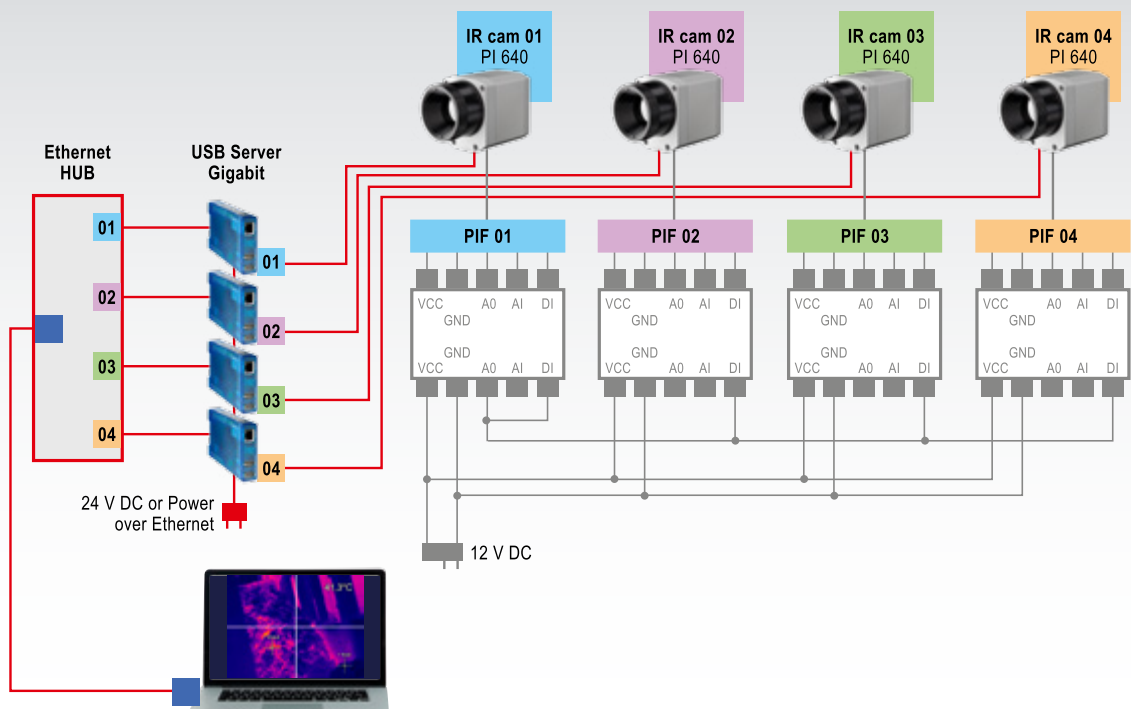 IR cam 01
PI 640
IR cam 02
PI 640
IR cam 03
PI 640
IR cam 04
PI 640
Ethernet
HUB
USB Server
Gigabit
01
02
03
04
01
02
03
04
24 V DC or Power
over Ethernet
PIF 01
PIF 02
PIF 03
PIF 04
VCC A0 AI DI
GND
GND
VCC A0 AI DI
VCC A0 AI DI
GND
GND
VCC A0 AI DI
VCC A0 AI DI
GND
GND
VCC A0 AI DI
VCC A0 AI DI
GND
GND
VCC A0 AI DI
12 V DC